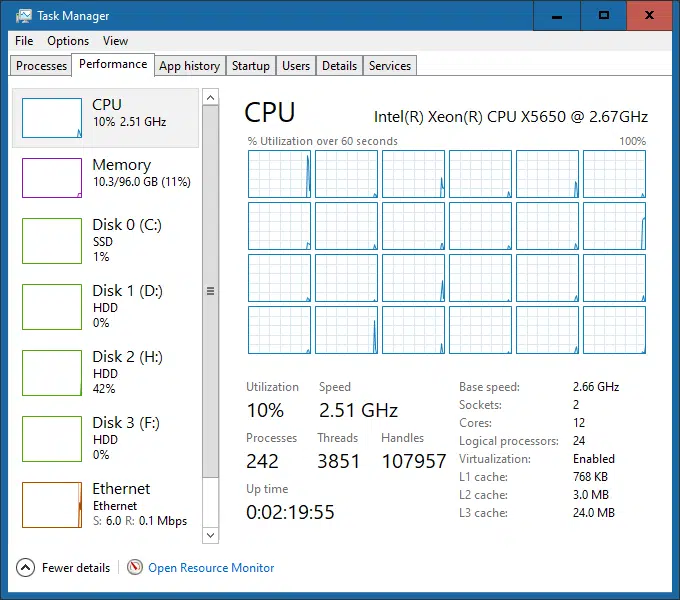 Task Manager
File Options View
Processes Performance App history Startup Users Details Services
CPU
10% 2.51 GHz
Memory
10.3/96.0 GB (11%)
Disk 0 (C:)
SSD
1%
Disk 1 (D:)
HDD
0%
Disk 2 (H:)
HDD
42%
Disk 3 (F:)
HDD
0%
Ethernet
Ethernet
S: 6.0 R: 0.1 Mbps
CPU Intel(R) Xeon(R) CPU X5650 @ 2.67GHz
% Utilization over 60 seconds 100%
Utilization Speed
10% 2.51 GHz
Processes Threads Handles
242 3851 107957
Up time
0:02:19:55
Base speed: 2.66 GHz
Sockets: 2
Cores: 12
Logical processors: 24
Virtualization: Enabled
L1 cache: 768 KB
L2 cache: 3.0 MB
L3 cache: 24.0 MB
Fewer details Open Resource Monitor